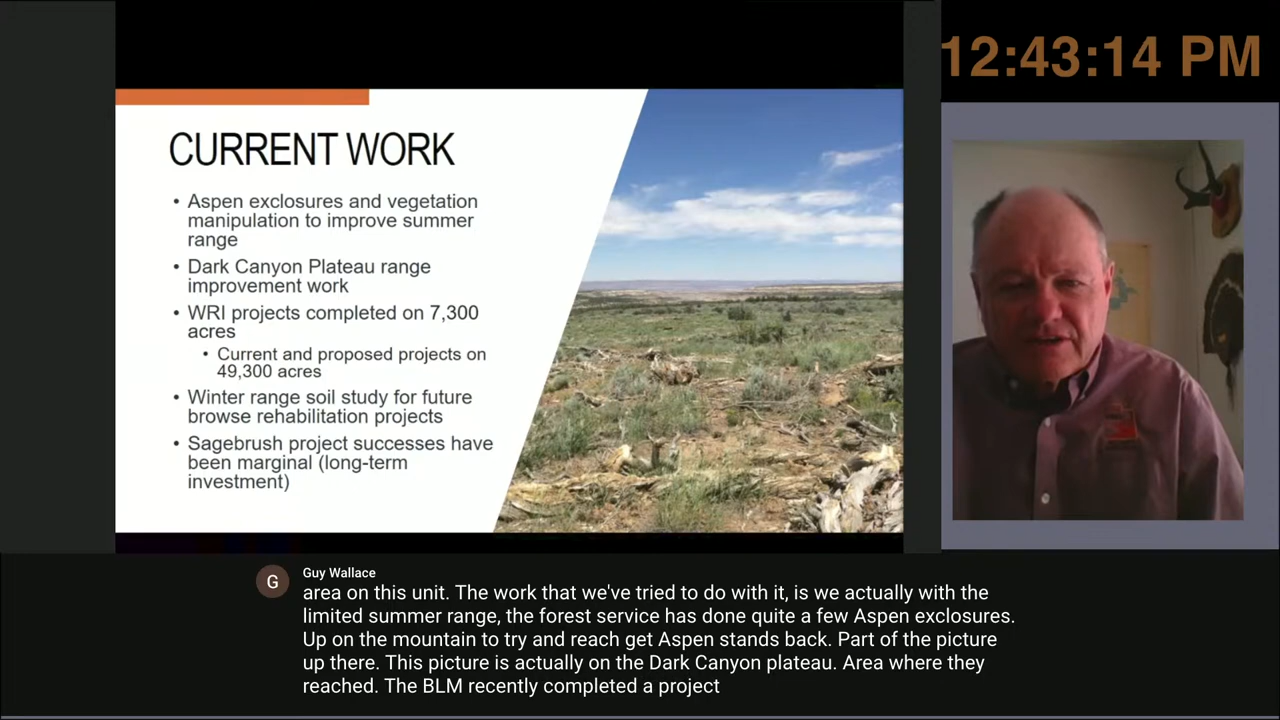 12:43:14 PM
CURRENT WORK
• Aspen exclosures and vegetation
manipulation to improve summer
range
• Dark Canyon Plateau range
improvement work
• WRI projects completed on 7,300
acres
• Current and proposed projects on
49,300 acres
• Winter range soil study for future
browse rehabilitation projects
• Sagebrush project successes have
been marginal (long-term
investment)
G
Guy Wallace
area on this unit. The work that we've tried to do with it, is we actually with the
limited summer range, the forest service has done quite a few Aspen exclosures.
Up on the mountain to try and reach get Aspen stands back. Part of the picture
up there. This picture is actually on the Dark Canyon plateau. Area where they
reached. The BLM recently completed a project